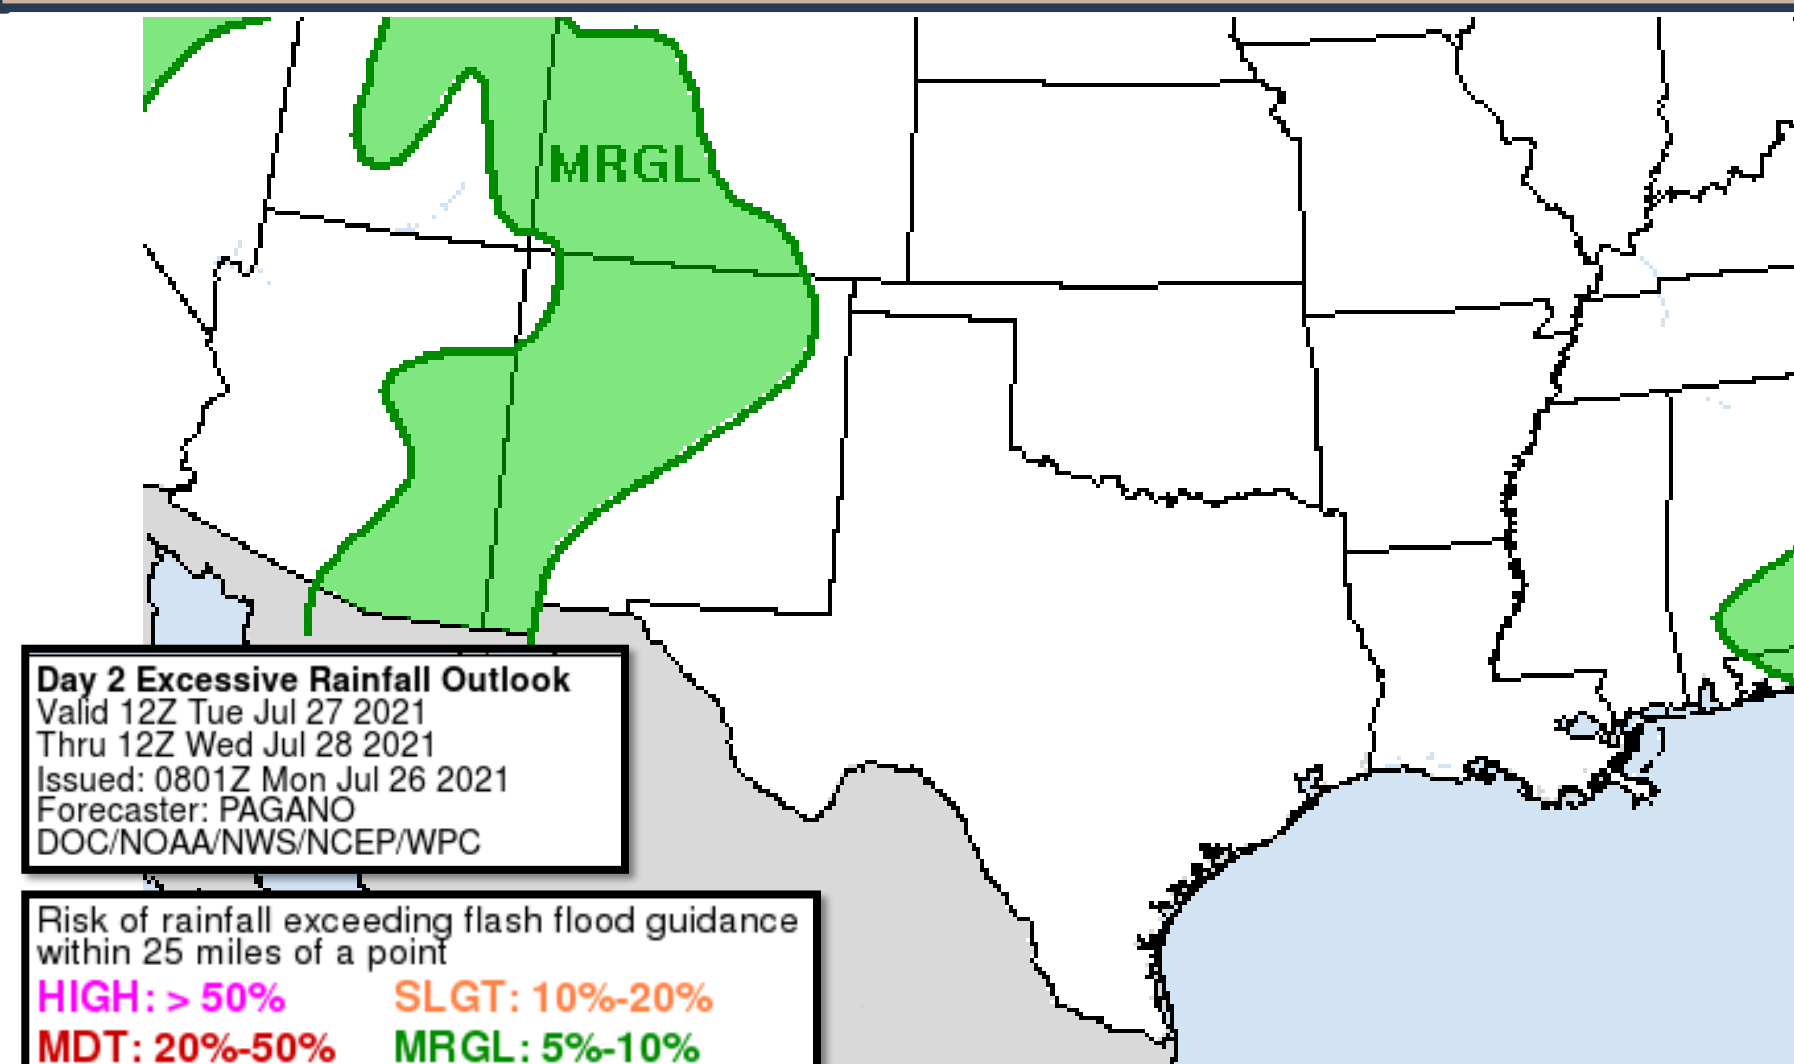 MRGL
Day 2 Excessive Rainfall Outlook
Valid 12Z Tue Jul 27 2021
Thru 12Z Wed Jul 28 2021
Issued: 0801Z Mon Jul 26 2021
Forecaster: PAGANO
DOC/NOAA/NWS/NCEP/WPC
Risk of rainfall exceeding flash flood guidance
within 25 miles of a point
HIGH: > 50% SLGT: 10%-20%
MDT: 20%-50% MRGL: 5%-10%